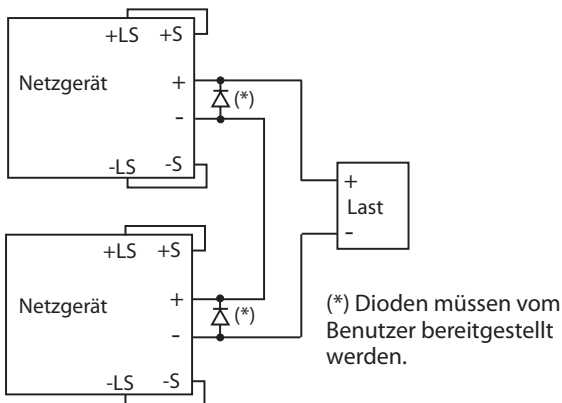 +LS +S
Netzgerät
+
(*)
-
-LS -S
+
Last
-
+LS +S
Netzgerät
+
(*)
-
-LS -S
(*) Dioden müssen vom
Benutzer bereitgestellt
werden.